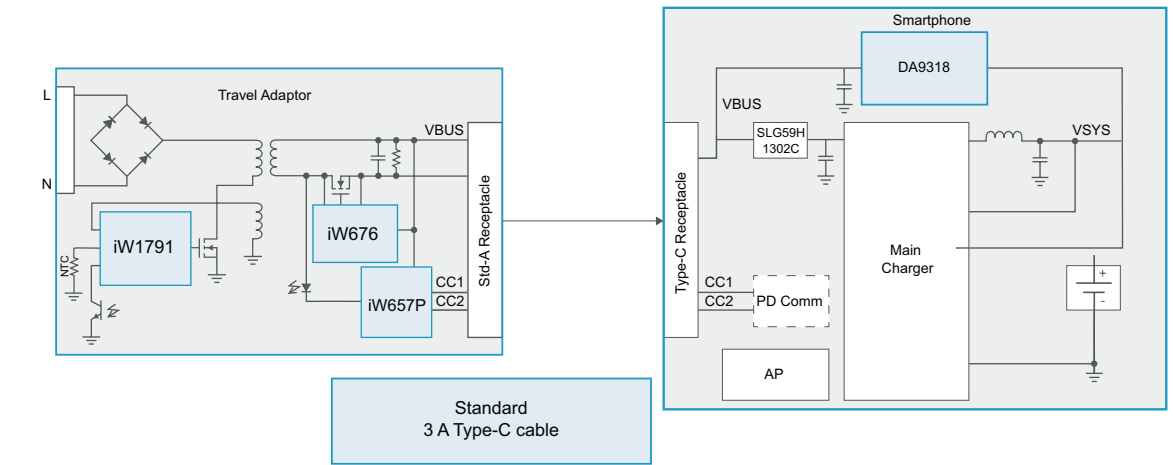 Smartphone
DA9318
VBUS
SLG59H
1302C
VSYS
Type-C Receptacle
Main
Charger
+
-
CC1
CC2
PD Comm
AP
Travel Adaptor
L
N
VBUS
Std-A Receptacle
iW1791
NTC
iW676
iW657P
CC1
CC2
Standard
3 A Type-C cable